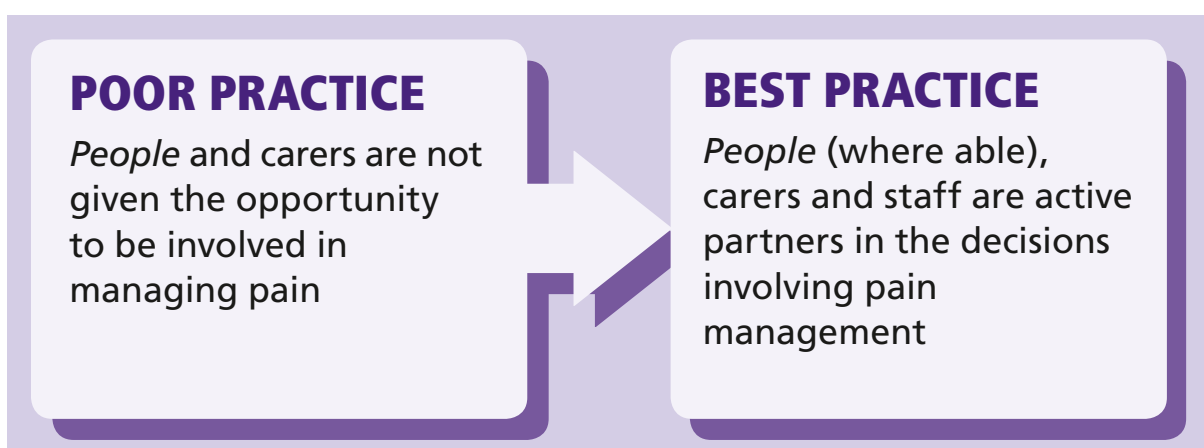 POOR PRACTICE
People and carers are not
given the opportunity
to be involved in
managing pain
BEST PRACTICE
People (where able),
carers and staff are active
partners in the decisions
involving pain
management